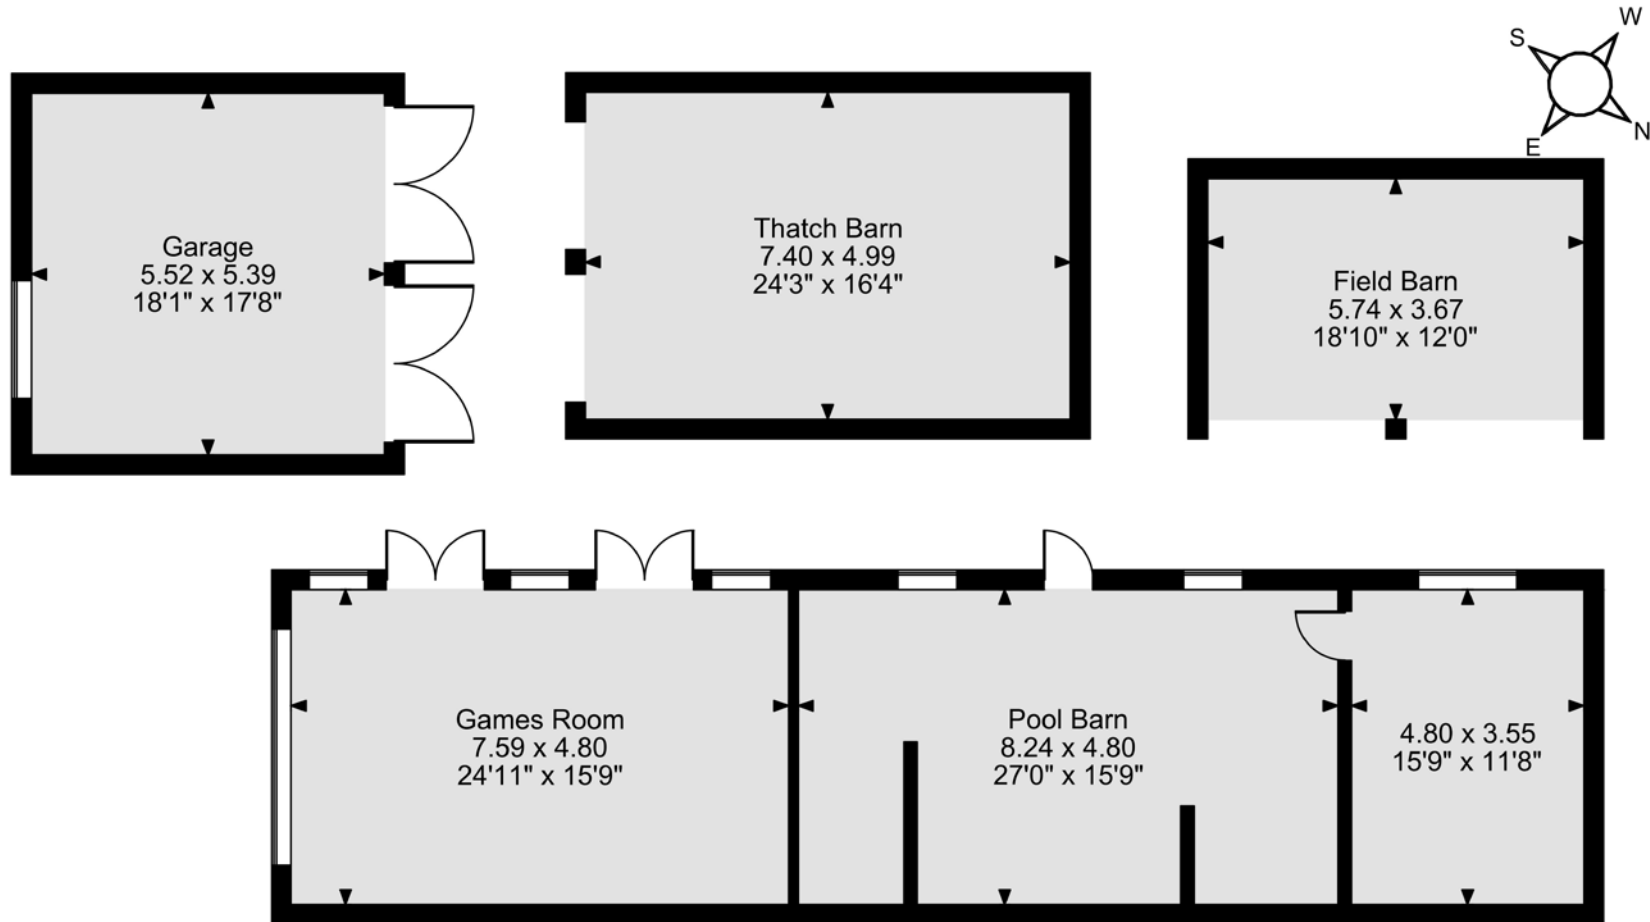 W
S
N
E
Garage
5.52 x 5.39
18'1" x 17'8"
Thatch Barn
7.40 x 4.99
24'3" x 16'4"
Field Barn
5.74 x 3.67
18'10" x 12'0"
Games Room
7.59 x 4.80
24'11" x 15'9"
Pool Barn
8.24 x 4.80
27'0" x 15'9"
4.80 x 3.55
15'9" x 11'8"